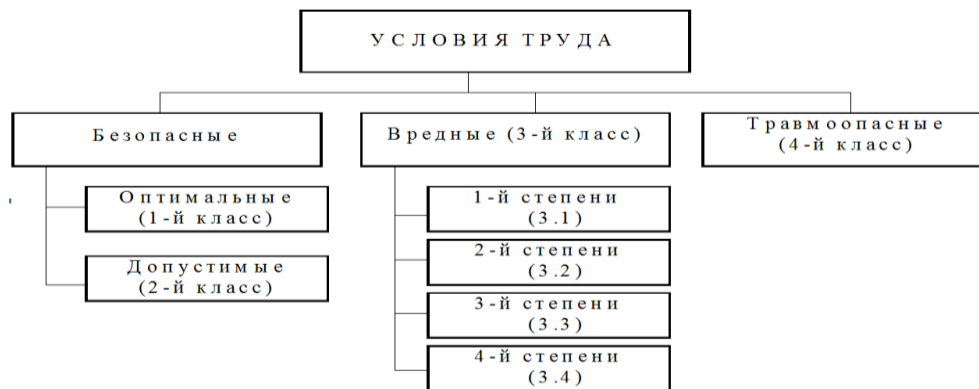 УСЛОВИЯ ТРУДА
Безопасные
Оптимальные
(1-й класс)
Допустимые
(2-й класс)
Вредные (3-й класс)
1-й степени
(3.1)
2-й степени
(3.2)
3-й степени
(3.3)
4-й степени
(3.4)
Травмоопасные
(4-й класс)